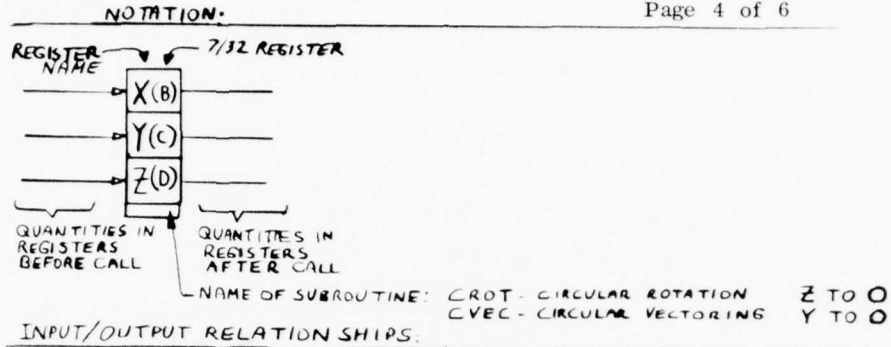 NOTATION.
Page 4 of 6
REGISTER NAME
7/32 REGISTER
X(B)
Y(C)
Z(D)
QUANTITIES IN
REGISTERS
BEFORE CALL
QUANTITIES IN
REGISTERS
AFTER CALL
NAME OF SUBROUTINE: CROT - CIRCULAR ROTATION Z TO O
CVEC - CIRCULAR VECTORING Y TO O
INPUT/OUTPUT RELATIONSHIPS: